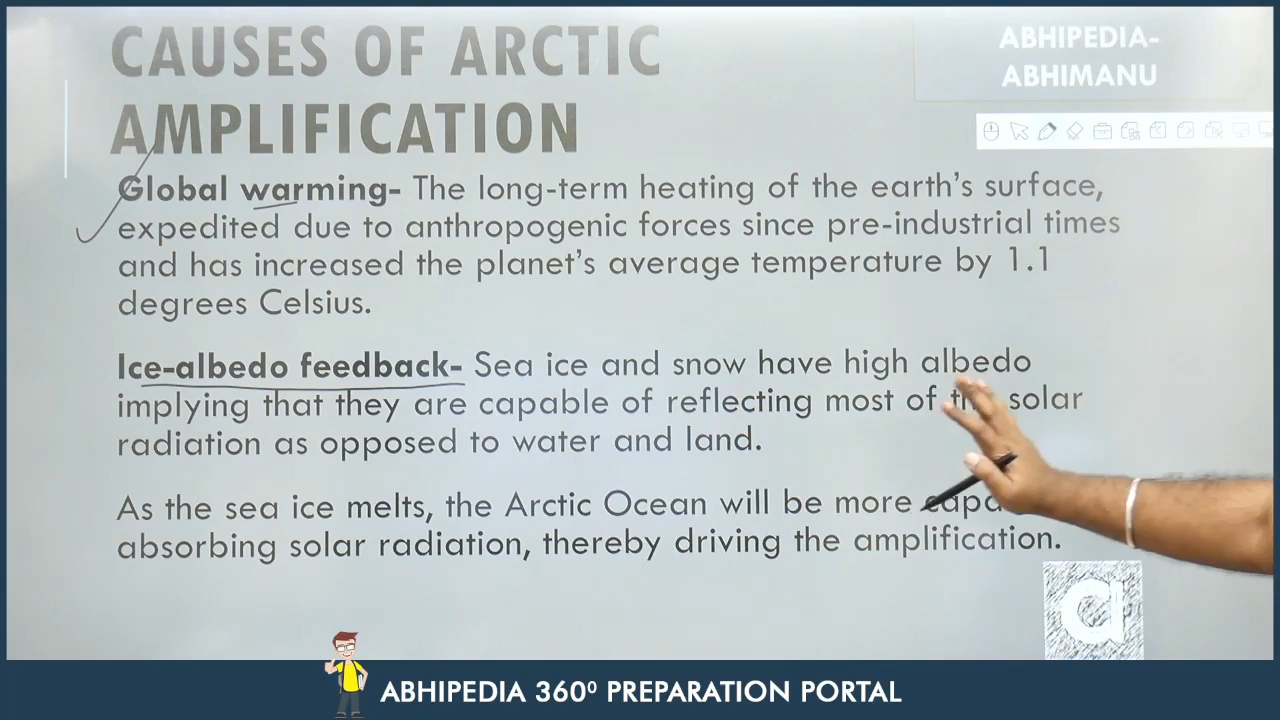 CAUSES OF ARCTIC
AMPLIFICATION
ABHIPEDIA-
ABHIMANU
Global warming- The long-term heating of the earth's surface,
expedited due to anthropogenic forces since pre-industrial times
and has increased the planet's average temperature by 1.1
degrees Celsius.
Ice-albedo feedback- Sea ice and snow have high albedo
implying that they are capable of reflecting most of the solar
radiation as opposed to water and land.
As the sea ice melts, the Arctic Ocean will be more
absorbing solar radiation, thereby driving the amplification.
a
ABHIPEDIA 360⁰ PREPARATION PORTAL